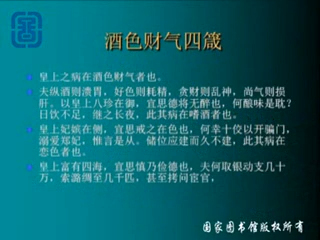 酒色财气四箴
皇上之病在酒色财气者也。
夫纵酒则溃胃，好色则耗精，贪财则乱神，尚气则损
肝。以皇上八珍在御，宜思德将无醉也，何酿味是耽？
日饮不足，继之长夜，此其病在嗜酒者也。
皇上妃嫔在侧，宜思戒之在色也，何幸十佼以开骗门，
溺爱郑妃，惟言是从。储位应建而久不建，此其病在
恋色者也。
皇上富有四海，宜思慎乃俭德也，夫何取银动支几十
万，索潞绸至几千匹，甚至拷问宦官，
国家图书馆版权所有